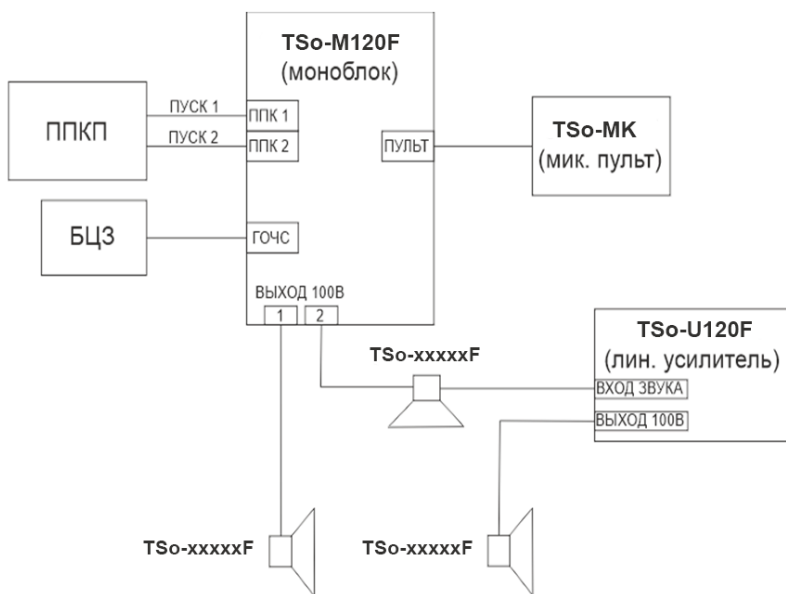 TSo-M120F
(моноблок)
ППКП
ПУСК 1
ППК 1
ПУСК 2
ППК 2
ПУЛЬТ
TSo-MK
(мик. пульт)
БЦЗ
ГОЧС
ВЫХОД 100В
1
2
TSo-xxxxxF
TSo-U120F
(лин. усилитель)
ВХОД ЗВУКА
ВЫХОД 100В
TSo-xxxxxF
TSo-xxxxxF